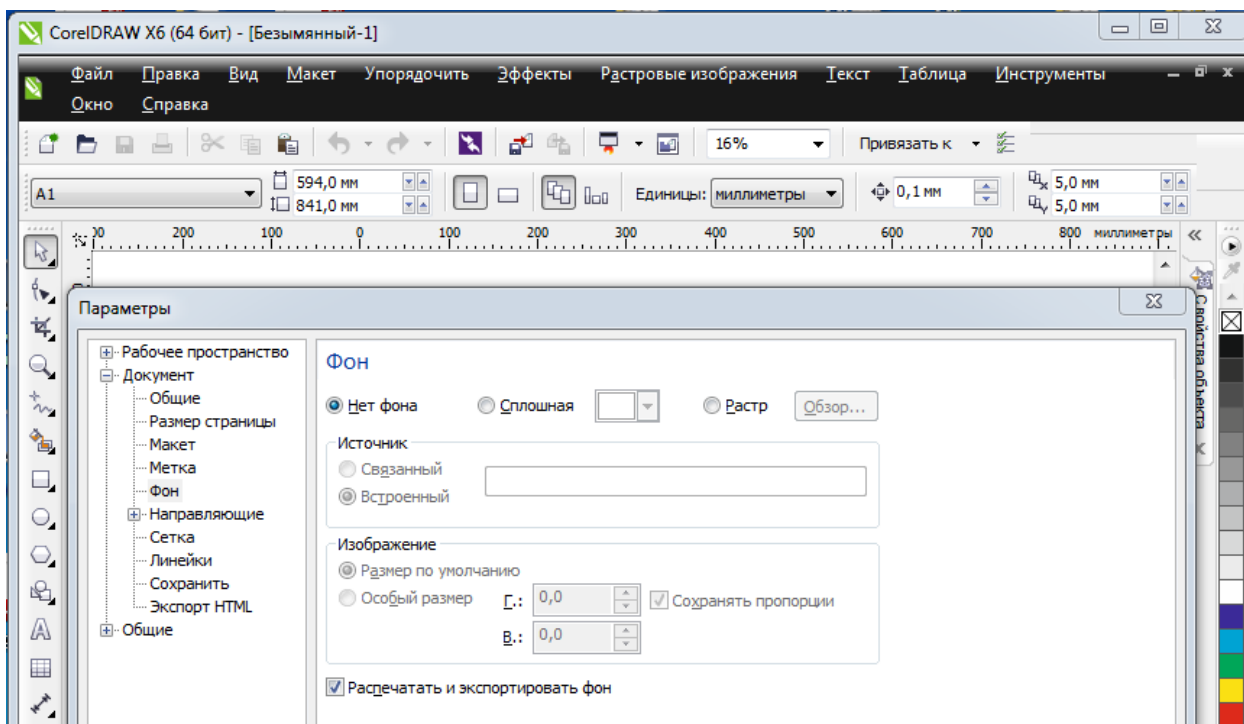 CorelDRAW X6 (64 бит) - [Безымянный-1]
Файл Правка Вид Макет Упорядочить Эффекты Растровые изображения Текст Таблица Инструменты
Окно Справка
16% Привязать к
A1 594,0 мм 841,0 мм Единицы: миллиметры 0,1 мм 5,0 мм 5,0 мм
200 100 0 100 200 300 400 500 600 700 800 миллиметры
Свойства объекта
Параметры
Рабочее пространство
Документ
Общие
Размер страницы
Макет
Метка
Фон
Направляющие
Сетка
Линейки
Сохранить
Экспорт HTML
Общие
Фон
Нет фона Сплошная Растр Обзор...
Источник
Связанный
Встроенный
Изображение
Размер по умолчанию
Особый размер Г.: 0,0 Сохранять пропорции
В.: 0,0
Распечатать и экспортировать фон